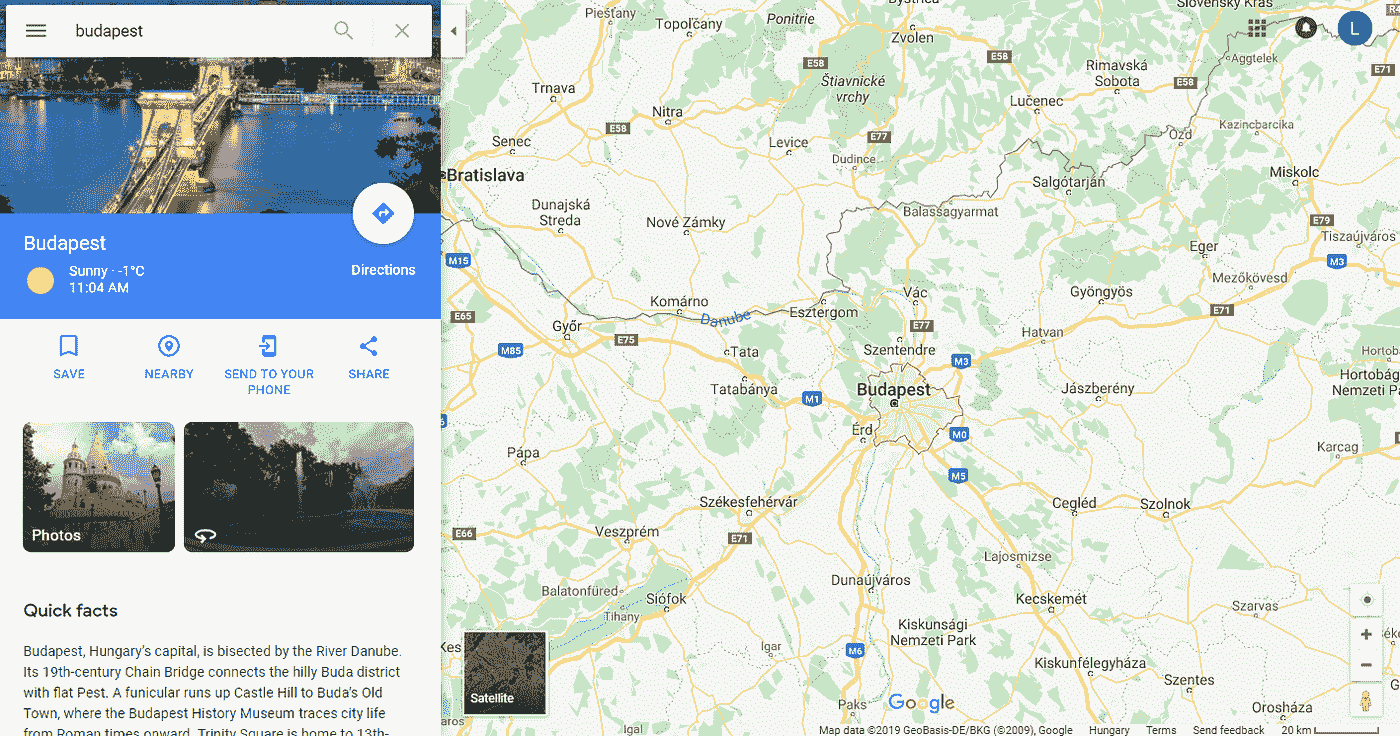 budapest
Budapest
Sunny · -1°C
11:04 AM
Directions
SAVE
NEARBY
SEND TO YOUR
PHONE
SHARE
Photos
Quick facts
Budapest, Hungary's capital, is bisected by the River Danube.
Its 19th-century Chain Bridge connects the hilly Buda district
with flat Pest. A funicular runs up Castle Hill to Buda's Old
Town, where the Budapest History Museum traces city life
from Roman times onward. Trinity Square is home to 13th-
Piešťany
Topoľčany
Ponitrie
Bystrica
Slovenský Kras
L
Zvolen
E58
E58
Aggtelek
Rimavská
Sobota
E71
Štiavnické
vrchy
E58
Trnava
Lučenec
Nitra
E58
Kazincbarcika
Ózd
E77
Senec
Levice
Dudince
Miskolc
Bratislava
Salgótarján
Dunajská
Streda
Nové Zámky
Balassagyarmat
E79
Tiszaújváros
Eger
M15
M3
Mezőkövesd
Komárno
Vác
Gyöngyös
Esztergom
Danube
E65
Győr
E77
E71
E75
Hatvan
M85
Tata
Szentendre
M3
Hortobág
Nemzeti Pa
Tatabánya
Budapest
Jászberény
M1
Érd
M0
Pápa
Karcag
M5
Székesfehérvár
Cegléd
Szolnok
E66
Veszprém
E71
Lajosmizse
Dunaújváros
Balatonfüred
Siófok
Kecskemét
Szarvas
Tihany
Kiskunsági
Nemzeti Park
Kes
Igar
M6
Kiskunfélegyháza
Szentes
Satellite
Paks
Google
Orosháza
Igal
Map data ©2019 GeoBasis-DE/BKG (©2009), Google
Hungary
Terms
Send feedback
20 km